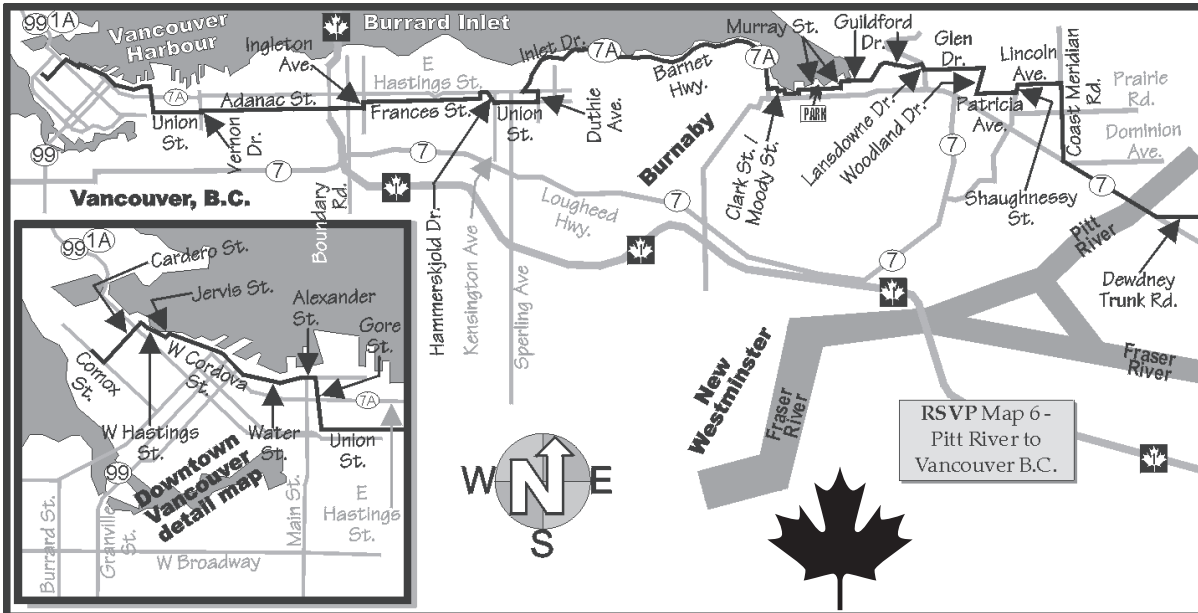 99
1A
Vancouver
Harbour
Burrard Inlet
Ingleton
Ave.
7A
E
Hastings St.
Adanac St.
Union
St.
Vernon
Dr.
Frances St.
Union
St.
Inlet Dr.
7A
Barnet
Hwy.
7A
Duthie
Ave.
Murray St.
Guildford
Dr.
Glen
Dr.
Lincoln
Ave.
Coast Meridian
Rd.
Prairie
Rd.
Dominion
Ave.
PARK
Clark St. /
Moody St.
Lansdowne Dr.
Woodland Dr.
Patricia
Ave.
Shaughnessy
St.
99
7
7
7
7
7
7
Vancouver, B.C.
Boundary
Rd.
Hammerskjold Dr.
Kensington Ave
Sperling Ave
Burnaby
Lougheed
Hwy.
Pitt
River
Dewdney
Trunk Rd.
Fraser
River
Fraser
River
New
Westminster
RSVP Map 6 -
Pitt River to
Vancouver B.C.
W
N
E
S
99
1A
Cardero St.
Jervis St.
Alexander
St.
Gore
St.
Comox
St.
W Cordova
St.
7A
W Hastings
St.
Water
St.
Union
St.
99
Downtown
Vancouver
detail map
Burrard St.
Granville
St.
Main St.
E
Hastings
St.
W Broadway